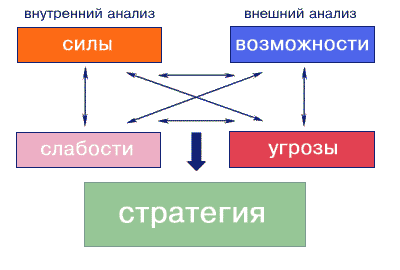 внутренний анализ
внешний анализ
силы
возможности
слабости
угрозы
стратегия